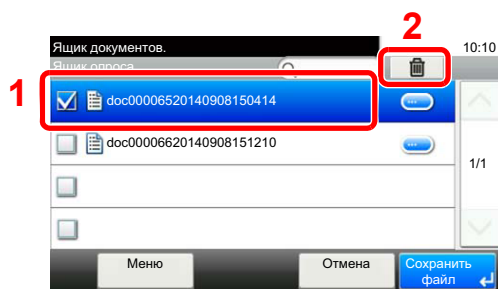 2
Ящик документов.
10:10
Ящик опроса
1
doc00006520140908150414
doc00006620140908151210
1/1
Меню
Отмена
Сохранить
файл